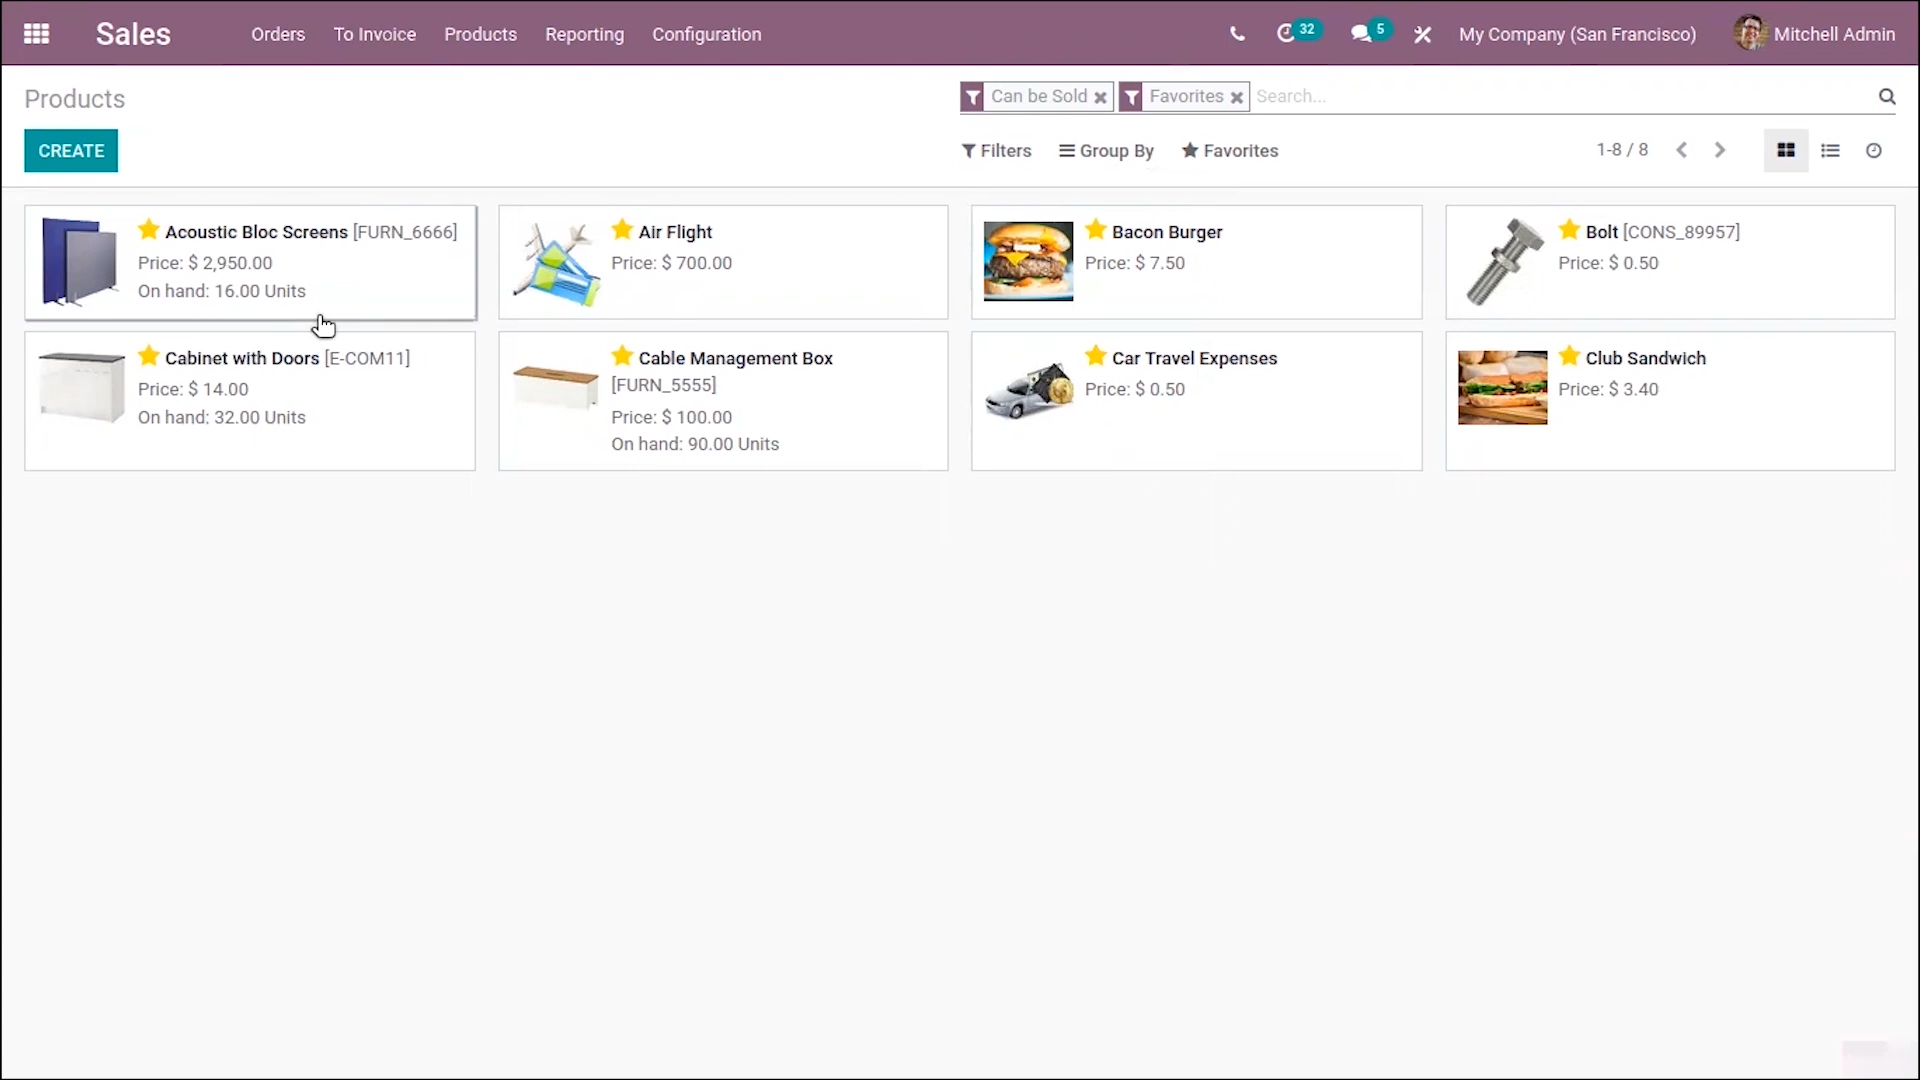 Sales Orders To Invoice Products Reporting Configuration 32 5 My Company (San Francisco) Mitchell Admin
Products
Can be Sold Favorites Search...
CREATE
Filters Group By Favorites 1-8 / 8
Acoustic Bloc Screens [FURN_6666]
Price: $ 2,950.00
On hand: 16.00 Units
Air Flight
Price: $ 700.00
Bacon Burger
Price: $ 7.50
Bolt [CONS_89957]
Price: $ 0.50
Cabinet with Doors [E-COM11]
Price: $ 14.00
On hand: 32.00 Units
Cable Management Box
[FURN_5555]
Price: $ 100.00
On hand: 90.00 Units
Car Travel Expenses
Price: $ 0.50
Club Sandwich
Price: $ 3.40